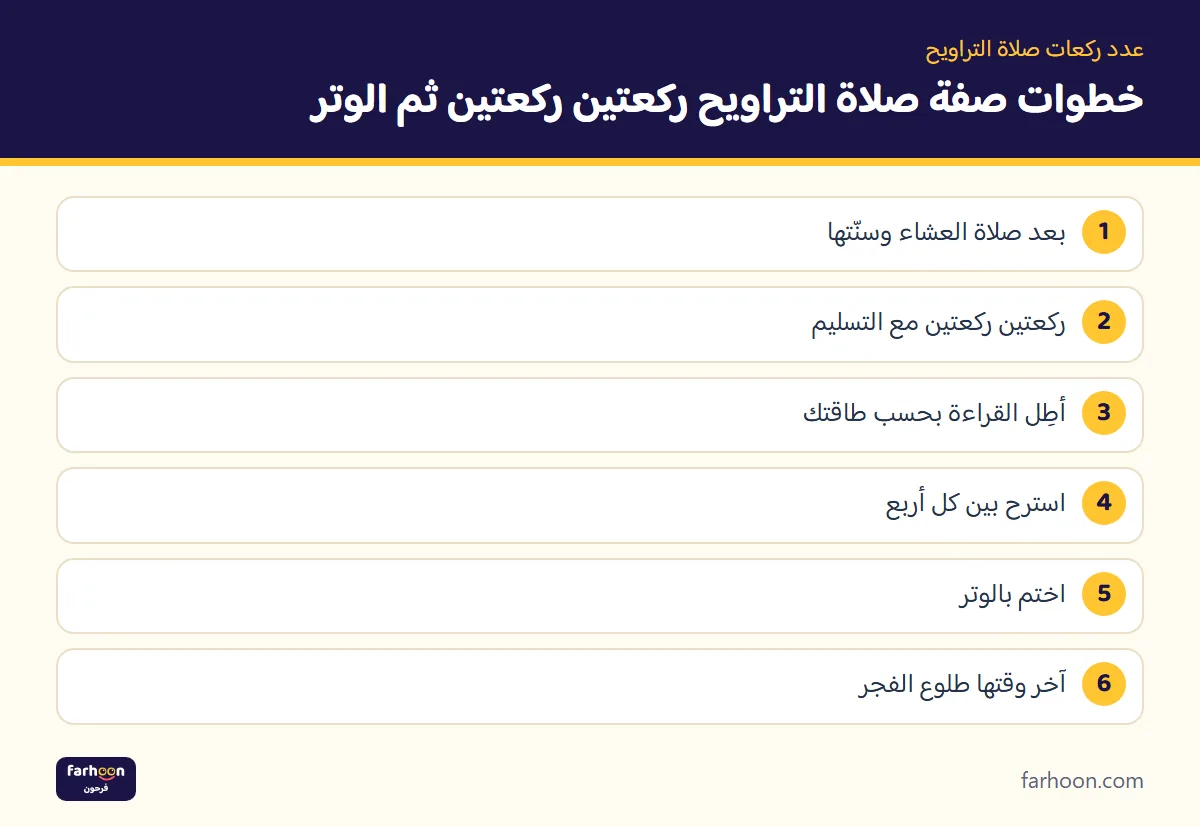 عدد ركعات صلاة التراويح
خطوات صفة صلاة التراويح ركعتين ركعتين ثم الوتر
1 بعد صلاة العشاء وسنّتها
2 ركعتين ركعتين مع التسليم
3 أطِل القراءة بحسب طاقتك
4 استرح بين كل أربع
5 اختم بالوتر
6 آخر وقتها طلوع الفجر
farhoon.com
farhoon
فرحون